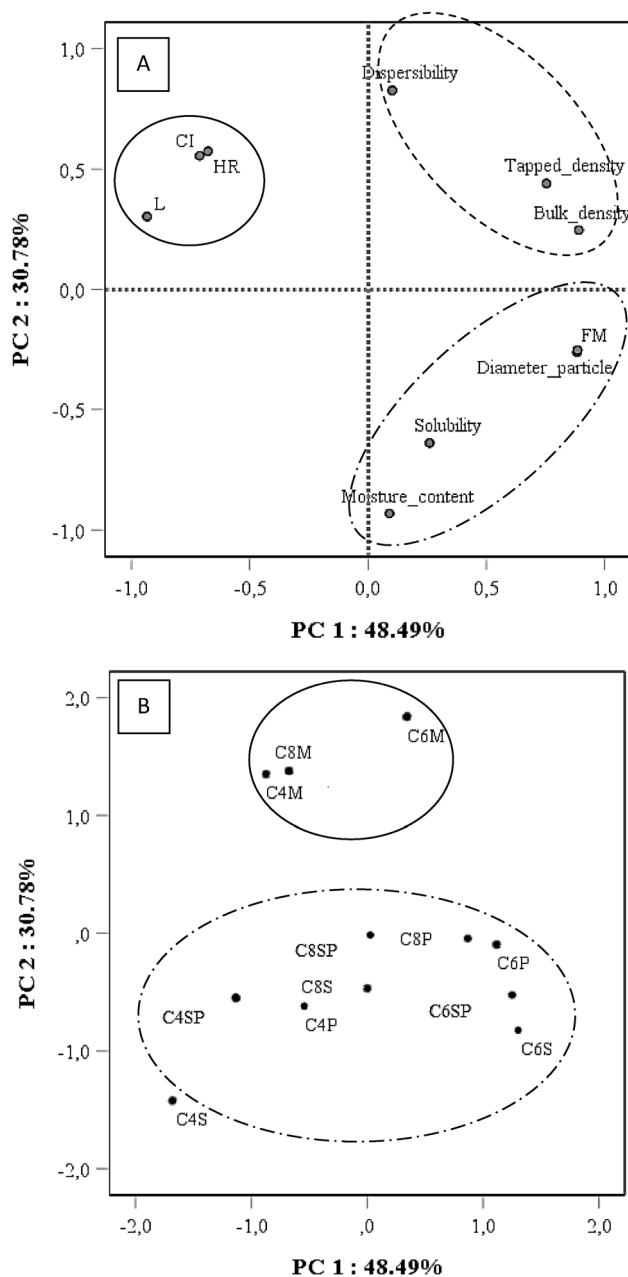 A
1,0
0,5
0,0
-0,5
-1,0
PC 2 : 30.78%
Dispersibility
CI
HR
L
Tapped_density
Bulk_density
FM
Diameter_particle
Solubility
Moisture_content
-1,0 -0,5 0,0 0,5 1,0
PC 1 : 48.49%
B
2,0
1,0
,0
-1,0
-2,0
PC 2 : 30.78%
C6M
C8M
C4M
C8SP C8P
C6P
C8S
C4SP C4P C6SP
C6S
C4S
-2,0 -1,0 ,0 1,0 2,0
PC 1 : 48.49%